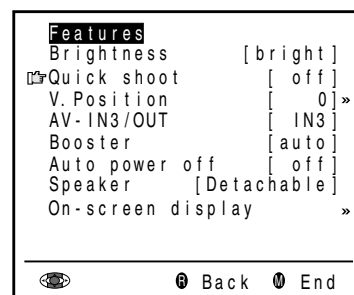 Features
Brightness [bright]
Quick shoot [ off]
V.Position [ 0]»
AV-IN3/OUT [ IN3]
Booster [auto]
Auto power off [ off]
Speaker [Detachable]
On-screen display »
R Back M End